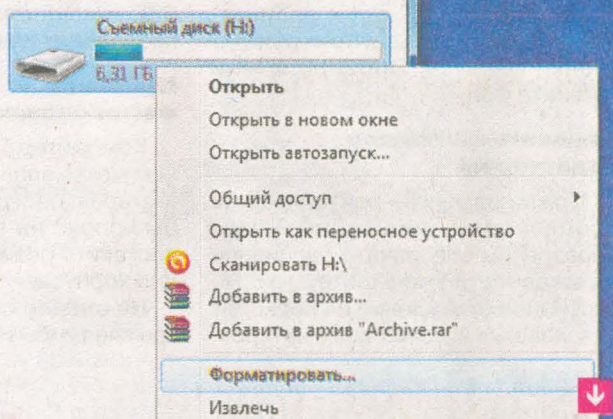 Съемный диск (H:)
6,31 ГБ
Открыть
Открыть в новом окне
Открыть автозапуск...
Общий доступ
Открыть как переносное устройство
Сканировать H:\
Добавить в архив...
Добавить в архив "Archive.rar"
Форматировать...
Извлечь